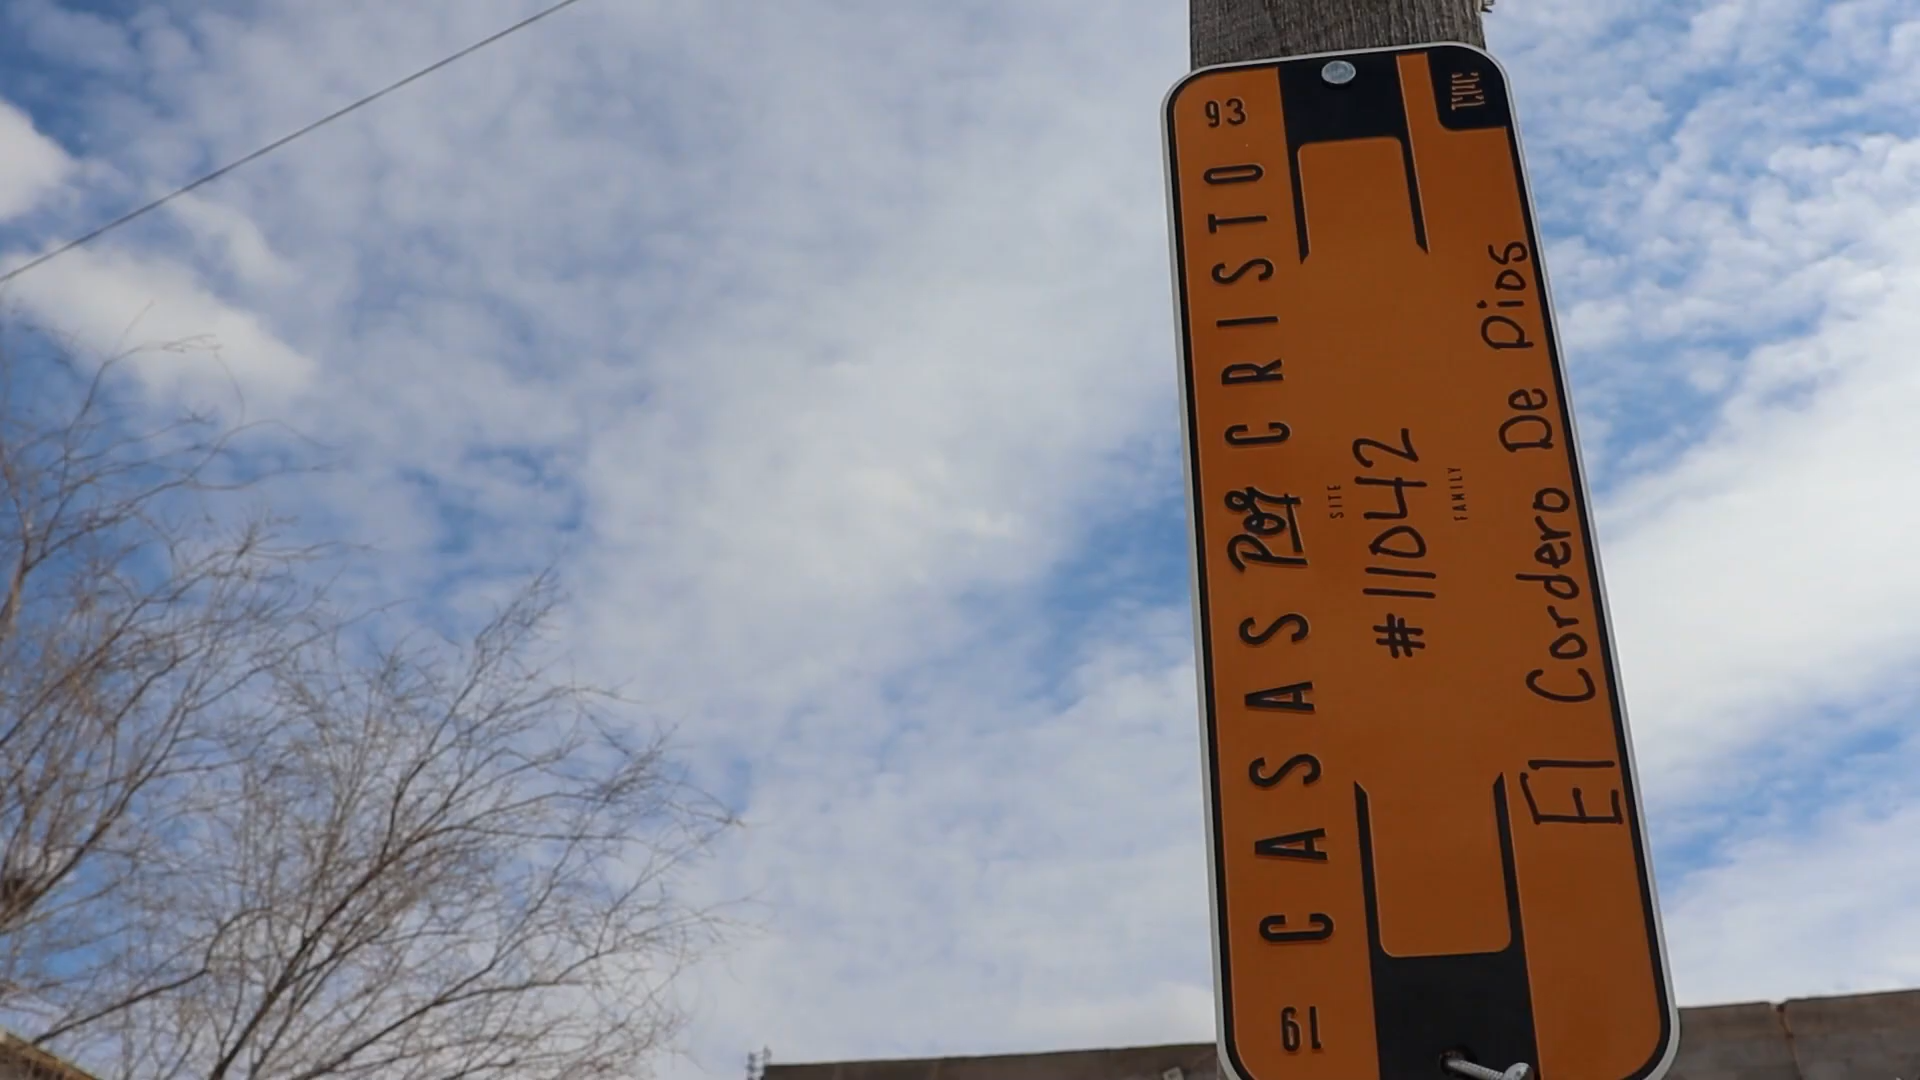 19 CASAS Por CRISTO 93
SITE
#11042
FAMILY
El Cordero De Dios